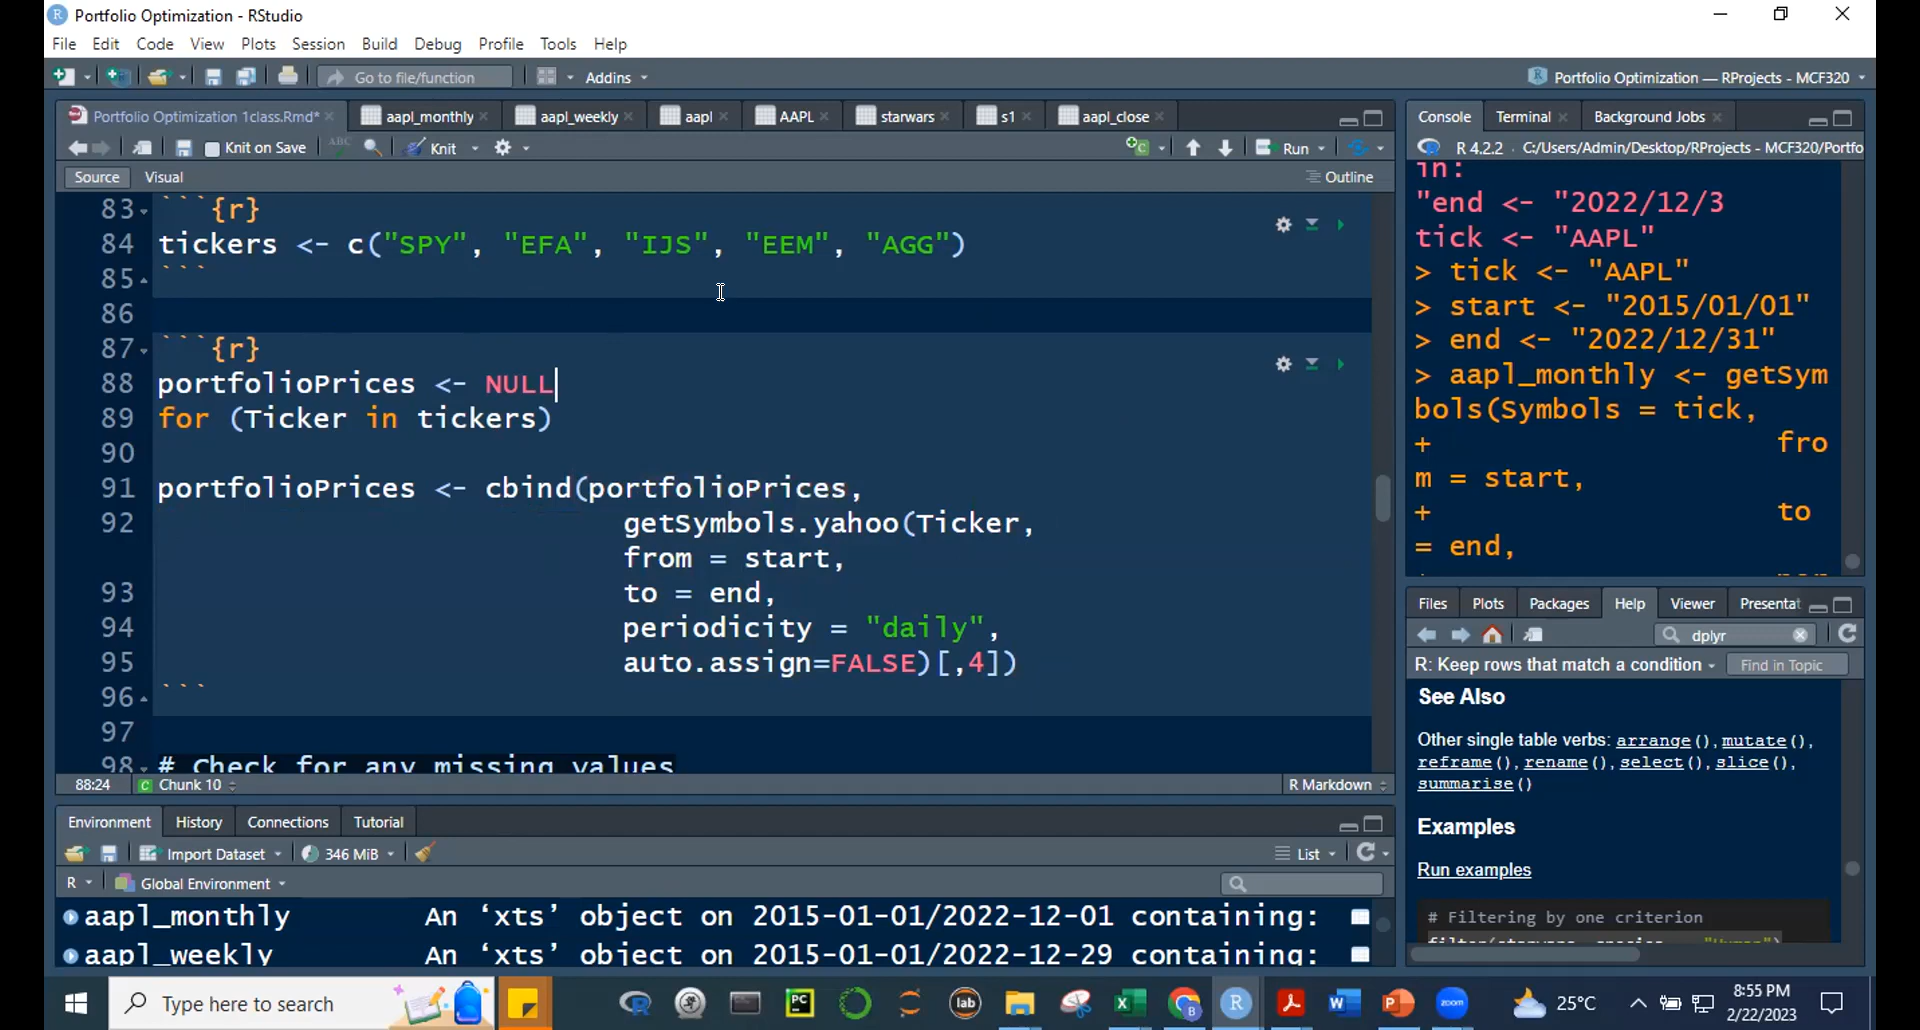 Portfolio Optimization - RStudio
File Edit Code View Plots Session Build Debug Profile Tools Help
Go to file/function Addins Portfolio Optimization — RProjects - MCF320
Portfolio Optimization 1class.Rmd* aapl_monthly aapl_weekly aapl AAPL starwars s1 aapl_close
Knit on Save ABC Knit Run
Source Visual Outline
83 ```{r}
84 tickers <- c("SPY", "EFA", "IJS", "EEM", "AGG")
85 ```
86
87 ```{r}
88 portfolioPrices <- NULL
89 for (Ticker in tickers)
90
91 portfolioPrices <- cbind(portfolioPrices,
92 getSymbols.yahoo(Ticker,
from = start,
93 to = end,
94 periodicity = "daily",
95 auto.assign=FALSE)[,4])
96 ```
97
98 # Check for any missing values
88:24 Chunk 10 R Markdown
Environment History Connections Tutorial
Import Dataset 346 MiB List
R Global Environment
aapl_monthly An ‘xts’ object on 2015-01-01/2022-12-01 containing:
aapl_weekly An ‘xts’ object on 2015-01-01/2022-12-29 containing:
Console Terminal Background Jobs
R 4.2.2 · C:/Users/Admin/Desktop/RProjects - MCF320/Portfo
in:
"end <- "2022/12/3
tick <- "AAPL"
> tick <- "AAPL"
> start <- "2015/01/01"
> end <- "2022/12/31"
> aapl_monthly <- getSym
bols(Symbols = tick,
+ fro
m = start,
+ to
= end,
Files Plots Packages Help Viewer Presentat
dplyr
R: Keep rows that match a condition Find in Topic
See Also
Other single table verbs: arrange(), mutate(),
reframe(), rename(), select(), slice(),
summarise()
Examples
Run examples
# Filtering by one criterion
filter(starwars, species == "Human")
Type here to search PC lab R W zoom 25°C 8:55 PM
2/22/2023